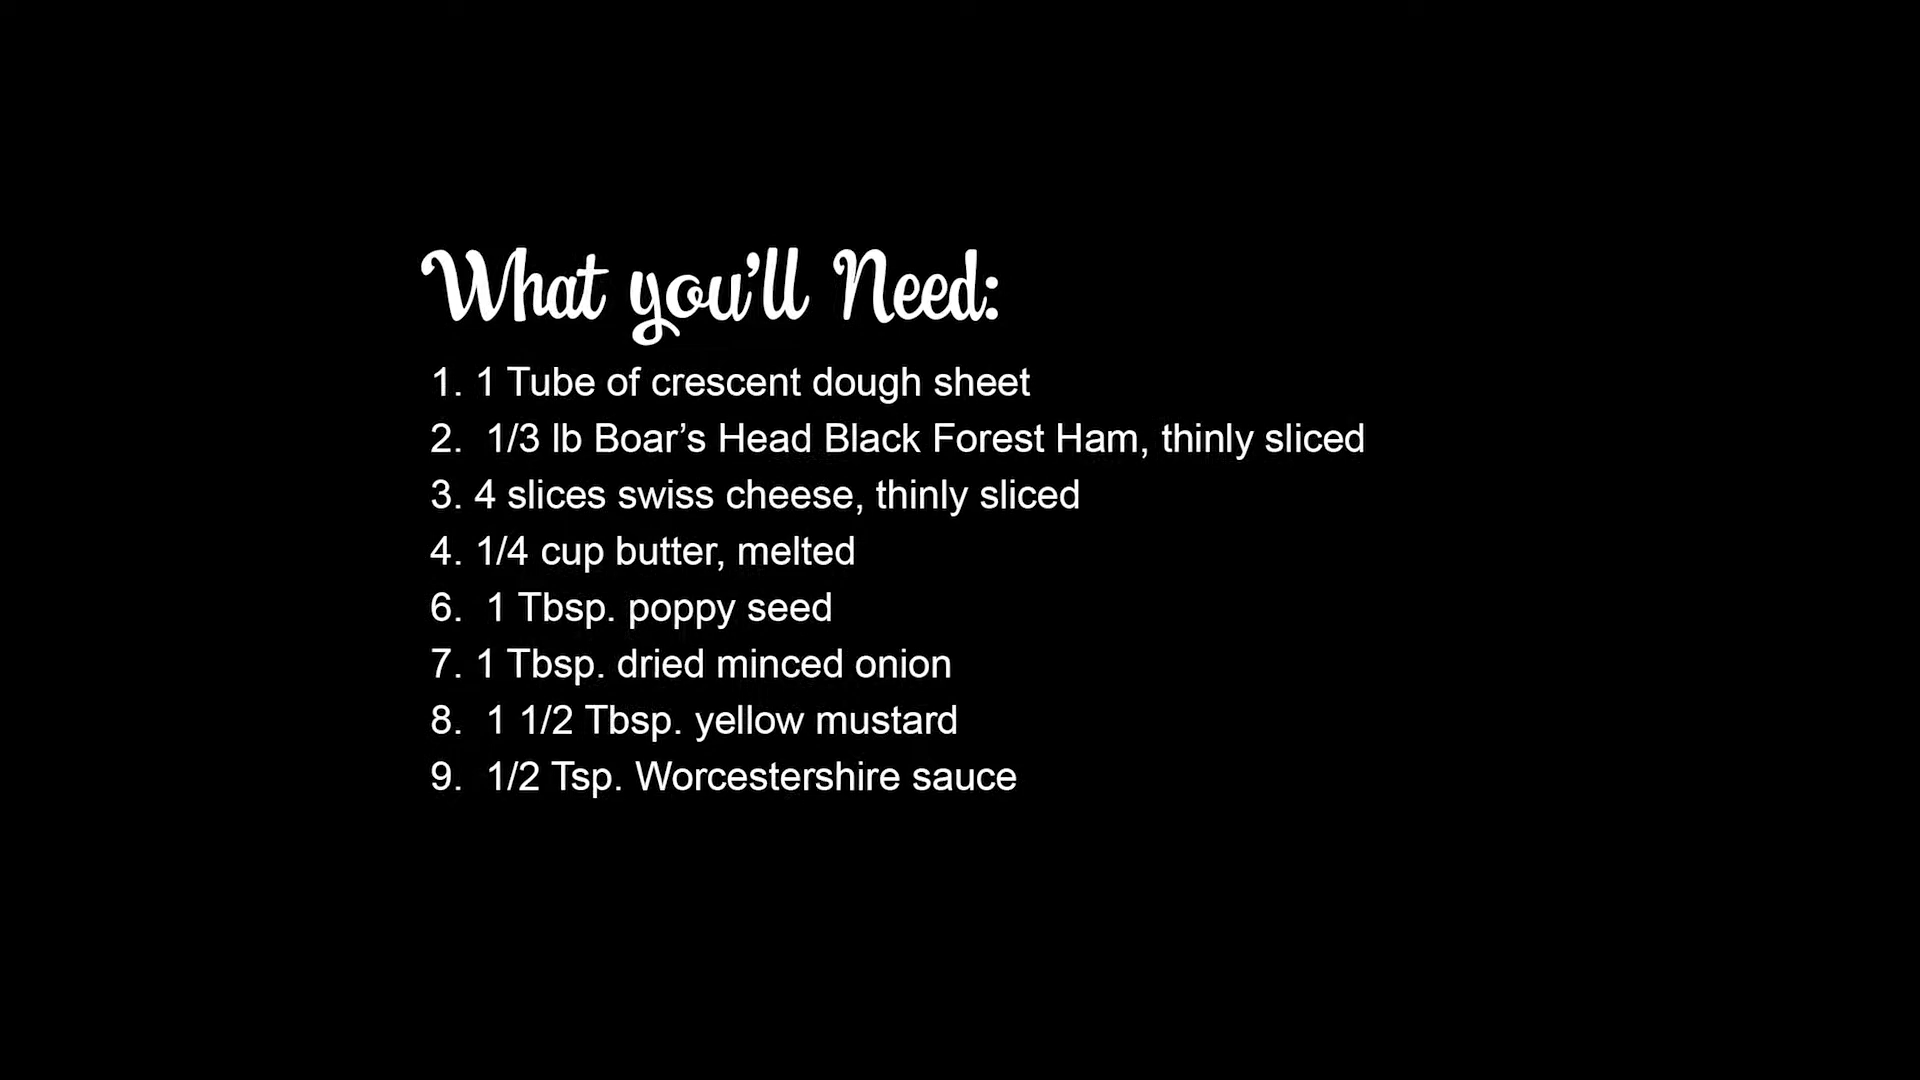 What you’ll Need:
1. 1 Tube of crescent dough sheet
2.  1/3 lb Boar’s Head Black Forest Ham, thinly sliced
3. 4 slices swiss cheese, thinly sliced
4. 1/4 cup butter, melted
6.  1 Tbsp. poppy seed
7. 1 Tbsp. dried minced onion
8.  1 1/2 Tbsp. yellow mustard
9.  1/2 Tsp. Worcestershire sauce